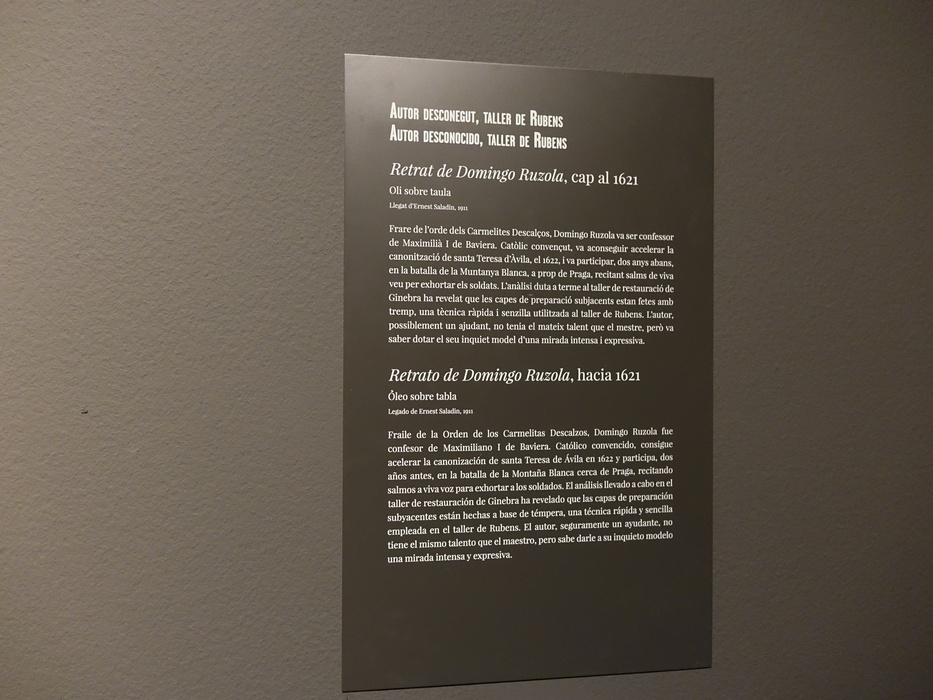 Autor desconegut, taller de Rubens
Autor desconocido, taller de Rubens
Retrat de Domingo Ruzola, cap al 1621
Oli sobre taula
Llegat d'Ernest Saladin, 1911
Frare de l'orde dels Carmelites Descalços, Domingo Ruzola va ser confessor
de Maximilià I de Baviera. Catòlic convençut, va aconseguir accelerar la
canonització de santa Teresa d'Àvila, el 1622, i va participar, dos anys abans,
en la batalla de la Muntanya Blanca, a prop de Praga, recitant salms de viva
veu per exhortar els soldats. L'anàlisi duta a terme al taller de restauració de
Ginebra ha revelat que les capes de preparació subjacents estan fetes amb
tremp, una tècnica ràpida i senzilla utilitzada al taller de Rubens. L'autor,
possiblement un ajudant, no tenia el mateix talent que el mestre, però va
saber dotar el seu inquiet model d'una mirada intensa i expressiva.
Retrato de Domingo Ruzola, hacia 1621
Óleo sobre tabla
Legado de Ernest Saladin, 1911
Fraile de la Orden de los Carmelitas Descalzos, Domingo Ruzola fue
confesor de Maximiliano I de Baviera. Católico convencido, consigue
acelerar la canonización de santa Teresa de Ávila en 1622 y participa, dos
años antes, en la batalla de la Montaña Blanca cerca de Praga, recitando
salmos a viva voz para exhortar a los soldados. El análisis llevado a cabo en el
taller de restauración de Ginebra ha revelado que las capas de preparación
subyacentes están hechas a base de témpera, una técnica rápida y sencilla
empleada en el taller de Rubens. El autor, seguramente un ayudante, no
tiene el mismo talento que el maestro, pero sabe darle a su inquieto modelo
una mirada intensa y expresiva.